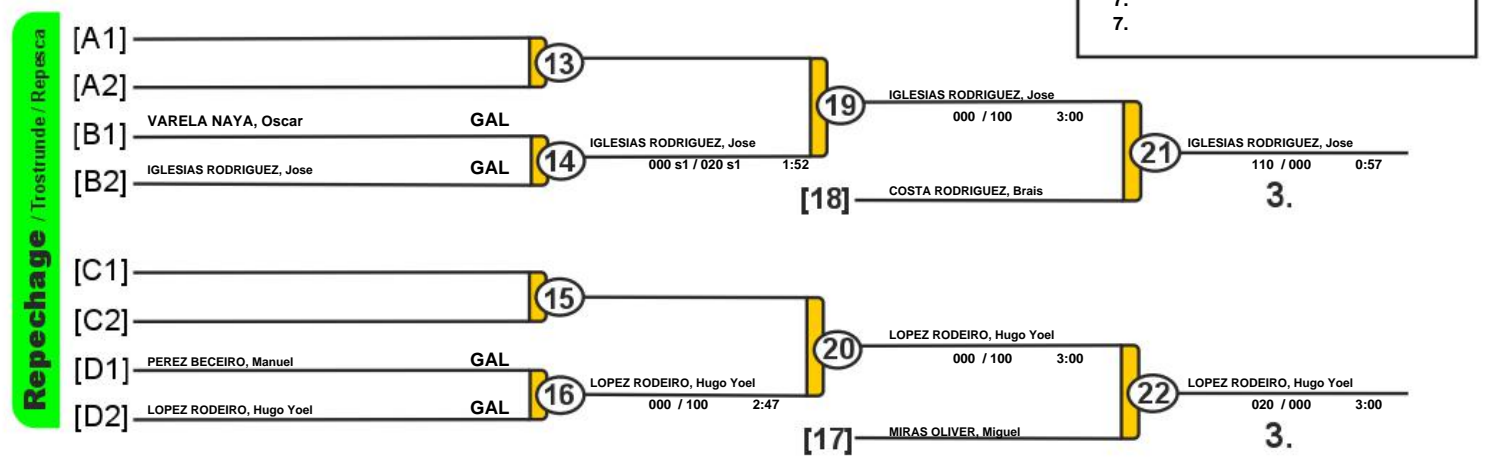 7.
7.
Repechage / Trostrunde / Repesca
[A1]
13
[A2]
19
IGLESIAS RODRIGUEZ, Jose
000 / 100 3:00
[B1] VARELA NAYA, Oscar GAL
14
IGLESIAS RODRIGUEZ, Jose
000 s1 / 020 s1 1:52
[B2] IGLESIAS RODRIGUEZ, Jose GAL
21
IGLESIAS RODRIGUEZ, Jose
110 / 000 0:57
3.
[18] COSTA RODRIGUEZ, Brais
[C1]
15
[C2]
20
LOPEZ RODEIRO, Hugo Yoel
000 / 100 3:00
[D1] PEREZ BECEIRO, Manuel GAL
16
LOPEZ RODEIRO, Hugo Yoel
000 / 100 2:47
[D2] LOPEZ RODEIRO, Hugo Yoel GAL
22
LOPEZ RODEIRO, Hugo Yoel
020 / 000 3:00
3.
[17] MIRAS OLIVER, Miguel